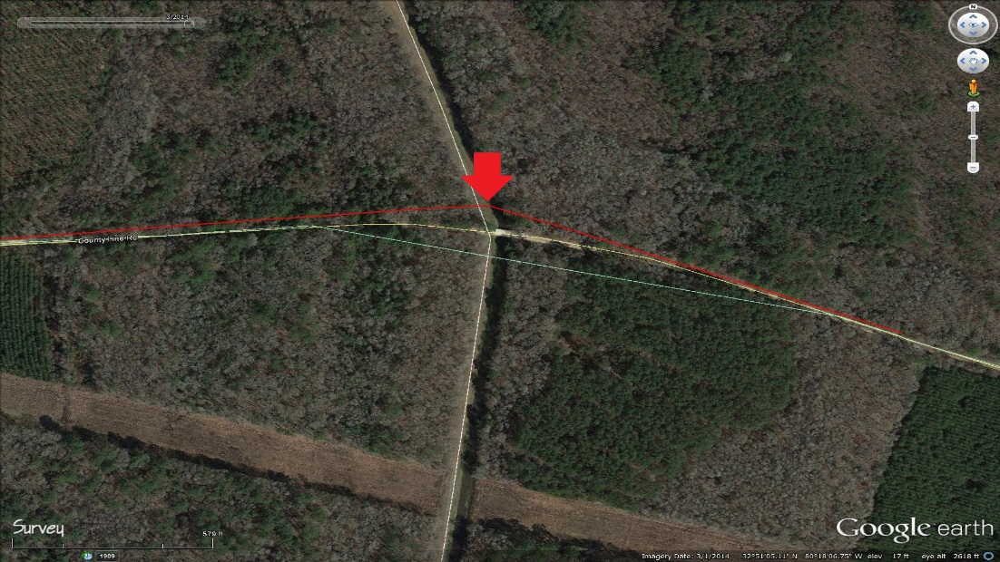 3/2014
N
County Line Rd
Survey
579 ft
1989
Google earth
Imagery Date: 3/1/2014 32°51'05.11" N 80°18'06.75" W elev 17 ft eye alt 2618 ft